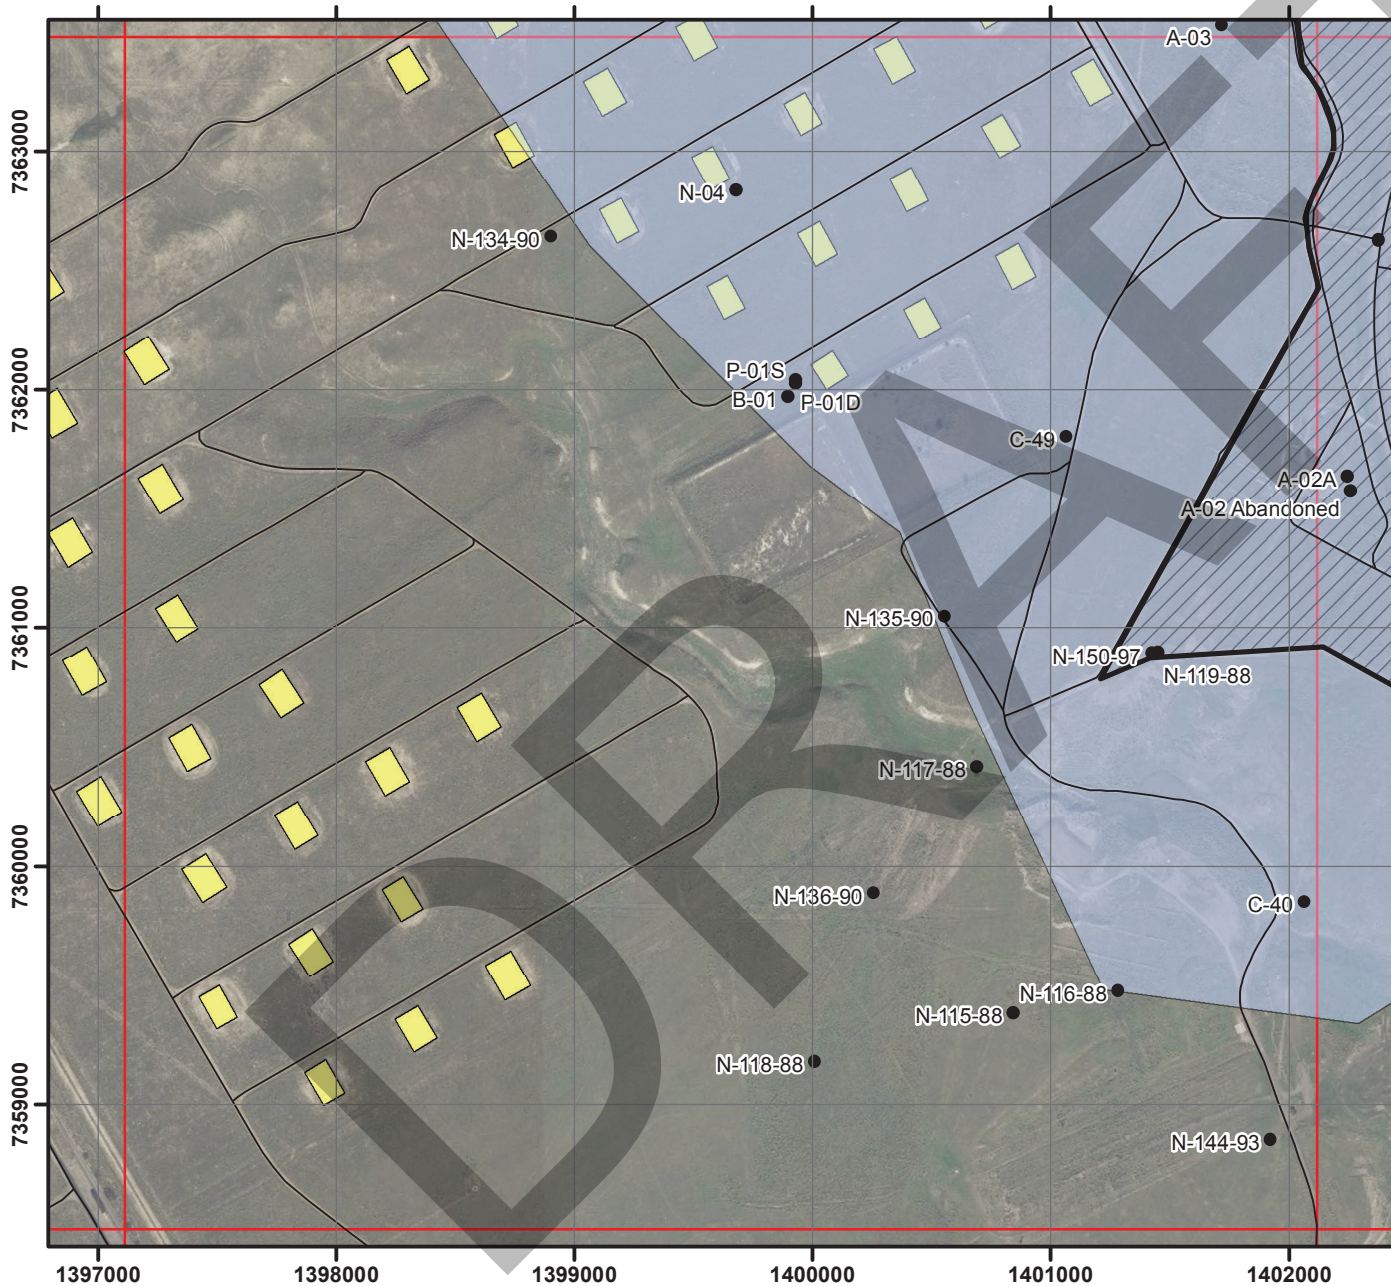 A-03
7363000
N-04
N-134-90
7362000
P-01S
B-01
P-01D
C-49
A-02A
A-02 Abandoned
7361000
N-135-90
N-150-97
N-119-88
N-117-88
7360000
N-136-90
C-40
N-116-88
N-115-88
N-118-88
7359000
N-144-93
1397000 1398000 1399000 1400000 1401000 1402000
DRAFT